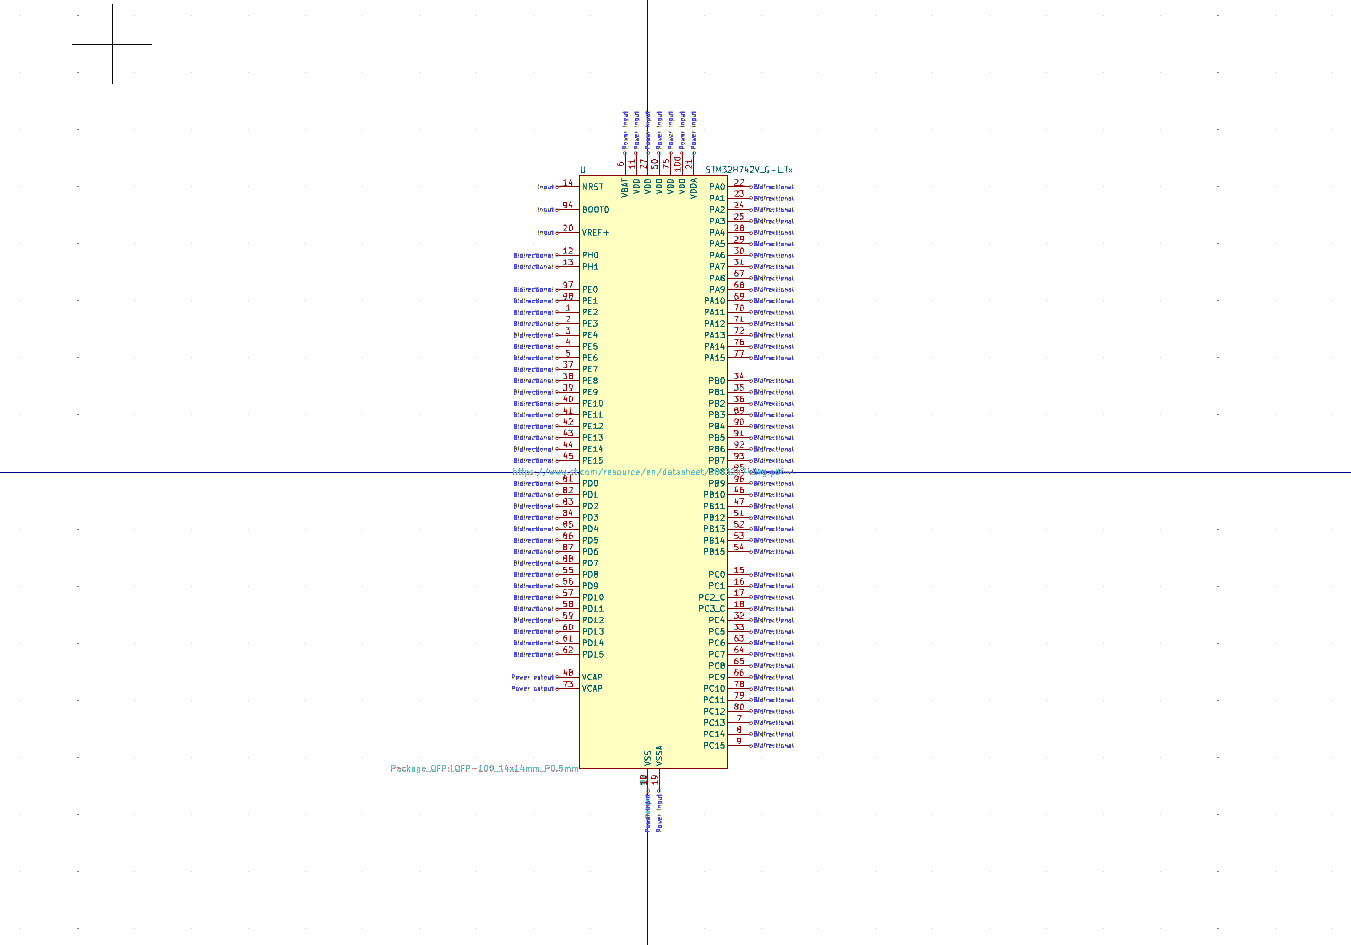 Power input
Power input
Power input
Power input
Power input
Power input
Power input
6
11
27
50
75
100
21
U
STM32H742V_G-I_Tx
VBAT
VDD
VDD
VDD
VDD
VDD
VDDA
Input 14 NRST
Input 94 BOOT0
Input 20 VREF+
Bidirectional 12 PH0
Bidirectional 13 PH1
Bidirectional 97 PE0
Bidirectional 98 PE1
Bidirectional 1 PE2
Bidirectional 2 PE3
Bidirectional 3 PE4
Bidirectional 4 PE5
Bidirectional 5 PE6
Bidirectional 37 PE7
Bidirectional 38 PE8
Bidirectional 39 PE9
Bidirectional 40 PE10
Bidirectional 41 PE11
Bidirectional 42 PE12
Bidirectional 43 PE13
Bidirectional 44 PE14
Bidirectional 45 PE15
Bidirectional 81 PD0
Bidirectional 82 PD1
Bidirectional 83 PD2
Bidirectional 84 PD3
Bidirectional 85 PD4
Bidirectional 86 PD5
Bidirectional 87 PD6
Bidirectional 88 PD7
Bidirectional 55 PD8
Bidirectional 56 PD9
Bidirectional 57 PD10
Bidirectional 58 PD11
Bidirectional 59 PD12
Bidirectional 60 PD13
Bidirectional 61 PD14
Bidirectional 62 PD15
Power output 48 VCAP
Power output 73 VCAP
PA0 22 Bidirectional
PA1 23 Bidirectional
PA2 24 Bidirectional
PA3 25 Bidirectional
PA4 28 Bidirectional
PA5 29 Bidirectional
PA6 30 Bidirectional
PA7 31 Bidirectional
PA8 67 Bidirectional
PA9 68 Bidirectional
PA10 69 Bidirectional
PA11 70 Bidirectional
PA12 71 Bidirectional
PA13 72 Bidirectional
PA14 76 Bidirectional
PA15 77 Bidirectional
PB0 34 Bidirectional
PB1 35 Bidirectional
PB2 36 Bidirectional
PB3 89 Bidirectional
PB4 90 Bidirectional
PB5 91 Bidirectional
PB6 92 Bidirectional
PB7 93 Bidirectional
https://www.st.com/resource/en/datasheet/
PB9 96 Bidirectional
PB10 46 Bidirectional
PB11 47 Bidirectional
PB12 51 Bidirectional
PB13 52 Bidirectional
PB14 53 Bidirectional
PB15 54 Bidirectional
PC0 15 Bidirectional
PC1 16 Bidirectional
PC2_C 17 Bidirectional
PC3_C 18 Bidirectional
PC4 32 Bidirectional
PC5 33 Bidirectional
PC6 63 Bidirectional
PC7 64 Bidirectional
PC8 65 Bidirectional
PC9 66 Bidirectional
PC10 78 Bidirectional
PC11 79 Bidirectional
PC12 80 Bidirectional
PC13 7 Bidirectional
PC14 8 Bidirectional
PC15 9 Bidirectional
VSS
VSSA
Package_QFP:LQFP-100_14x14mm_P0.5mm
19
Power input